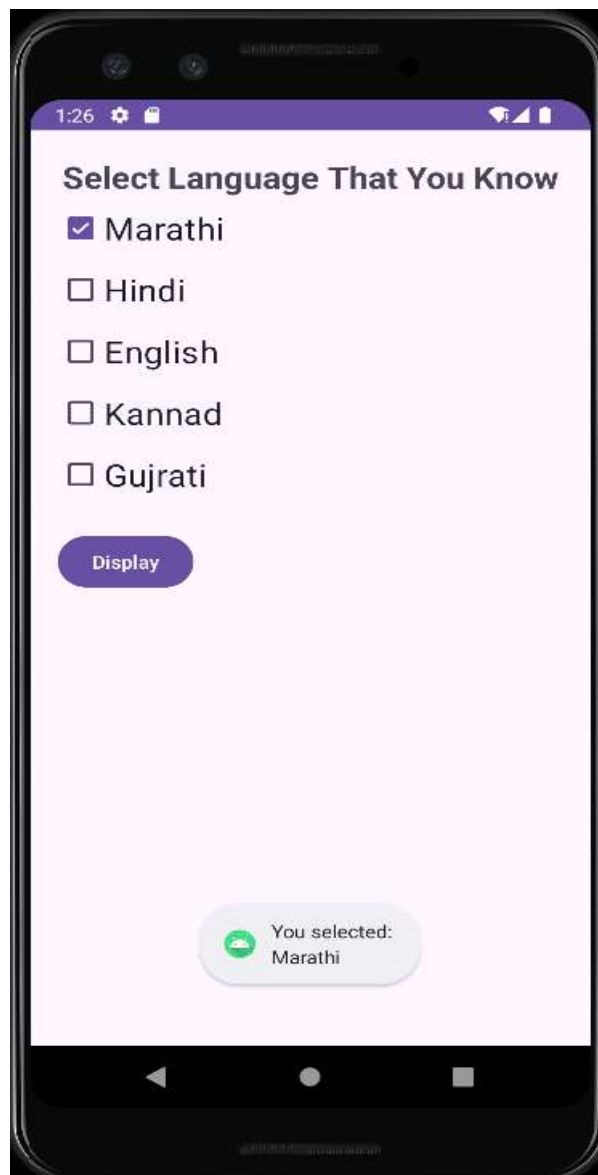 1:26
Select Language That You Know
Marathi
Hindi
English
Kannad
Gujrati
Display
You selected:
Marathi